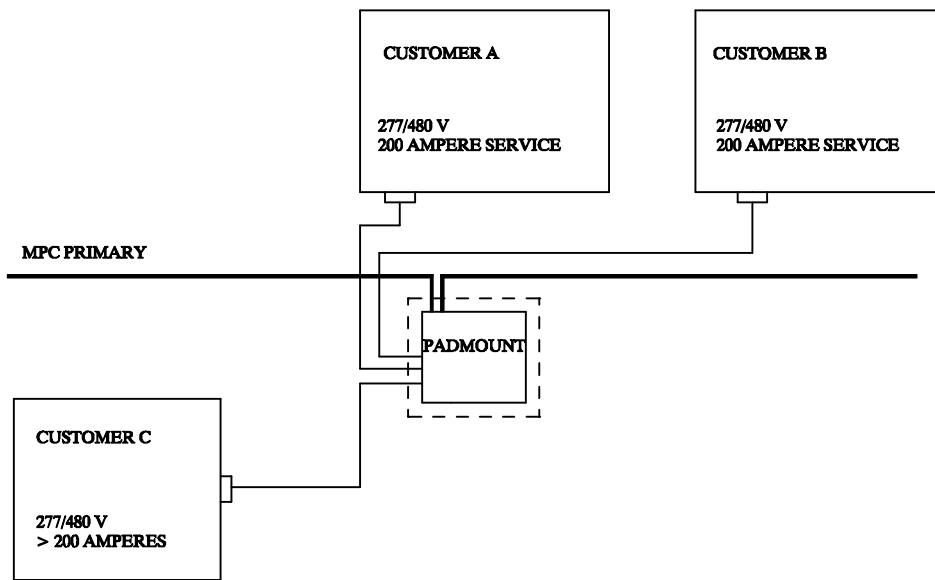 CUSTOMER A
277/480 V
200 AMPERE SERVICE
CUSTOMER B
277/480 V
200 AMPERE SERVICE
MPC PRIMARY
PADMOUNT
CUSTOMER C
277/480 V
> 200 AMPERES